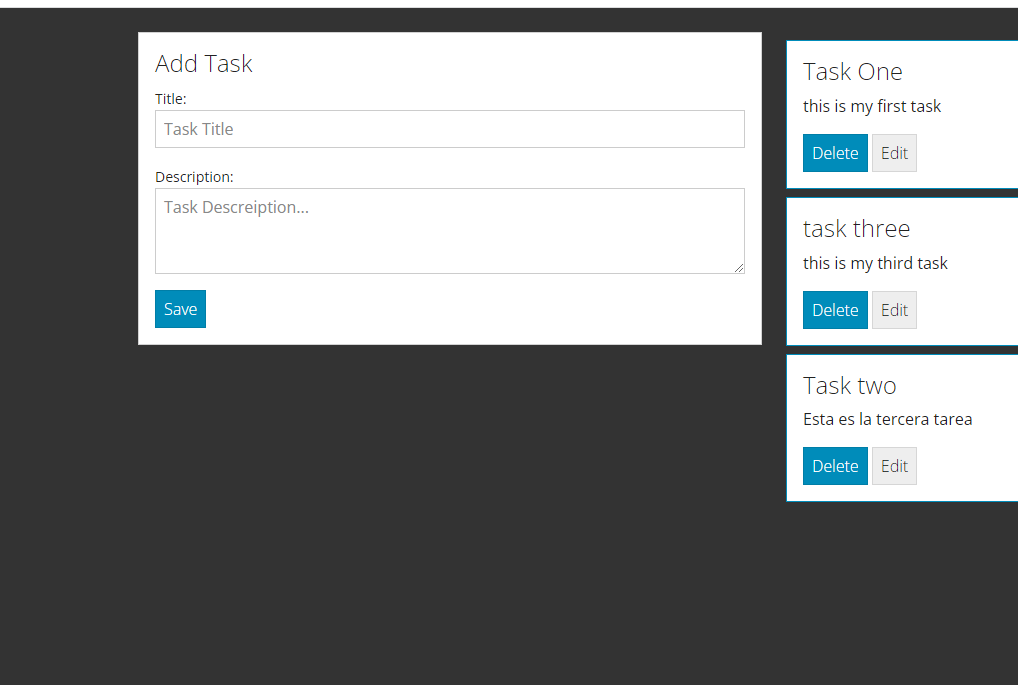 Add Task
Title:
Task Title
Description:
Task Descreiption...
Save
Task One
this is my first task
Delete Edit
task three
this is my third task
Delete Edit
Task two
Esta es la tercera tarea
Delete Edit